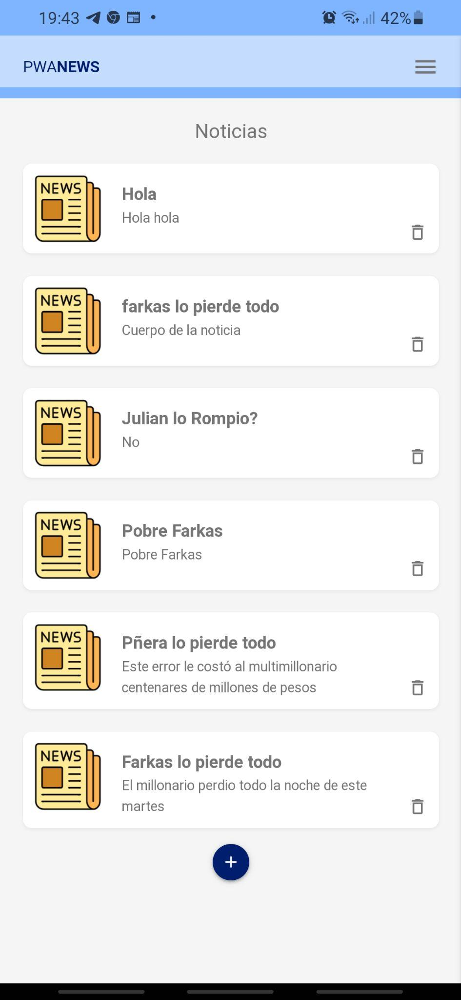 19:43
42%
PWANEWS
Noticias
NEWS
Hola
Hola hola
NEWS
farkas lo pierde todo
Cuerpo de la noticia
NEWS
Julian lo Rompio?
No
NEWS
Pobre Farkas
Pobre Farkas
NEWS
Pñera lo pierde todo
Este error le costó al multimillonario
centenares de millones de pesos
NEWS
Farkas lo pierde todo
El millonario perdio todo la noche de este
martes
+